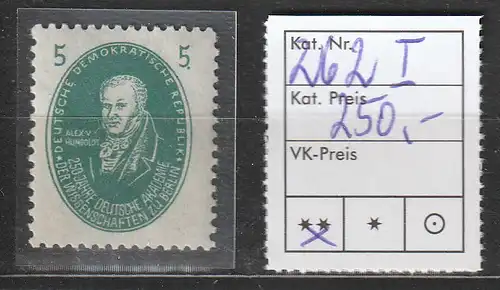 5 5.
DEUTSCHE DEMOKRATISCHE REPUBLIK
ALEX·V·
HUMBOLDT
250 JAHRE DEUTSCHE AKADEMIE
DER WISSENSCHAFTEN ZU BERLIN
Kat. Nr.
262 I
Kat. Preis
250,-
VK-Preis